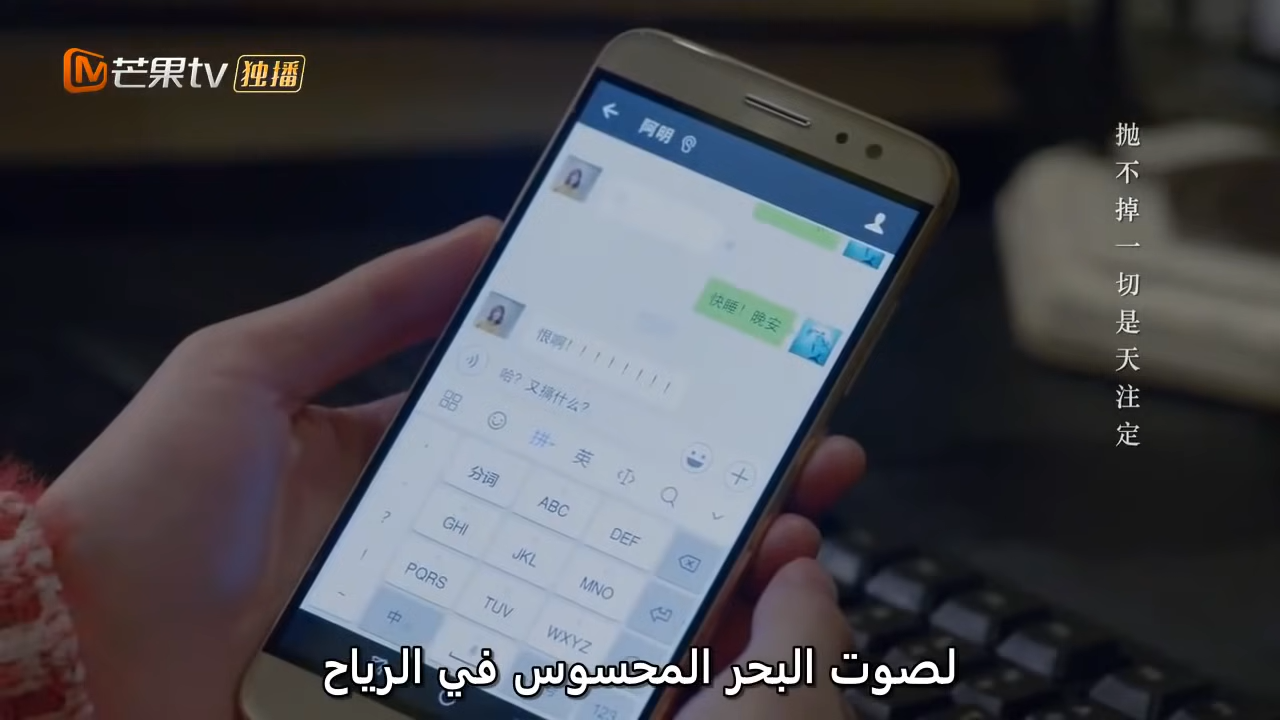 芒果tv 独播
抛不掉一切是天注定
阿明
快睡！晚安
恨啊！！！！！！！！
哈？又搞什么？
拼 英
分词 ABC DEF
? GHI JKL MNO
! PQRS TUV WXYZ
~ 中 123
لصوت البحر المحسوس في الرياح